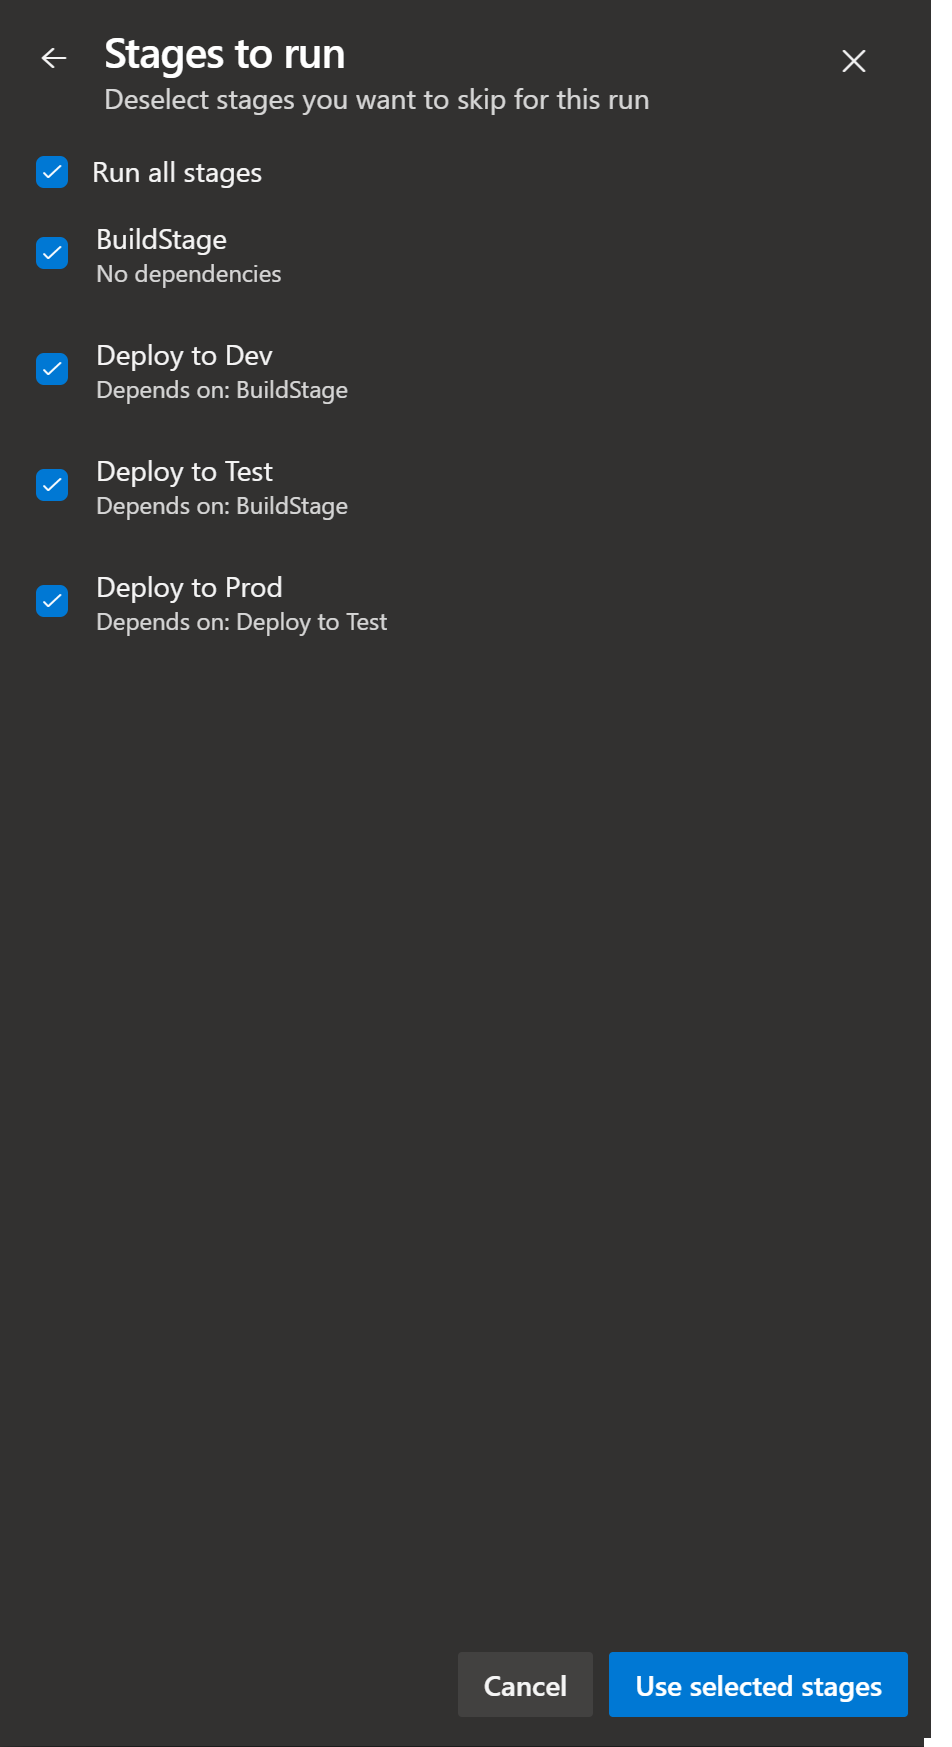 Stages to run
Deselect stages you want to skip for this run
Run all stages
BuildStage
No dependencies
Deploy to Dev
Depends on: BuildStage
Deploy to Test
Depends on: BuildStage
Deploy to Prod
Depends on: Deploy to Test
Cancel
Use selected stages